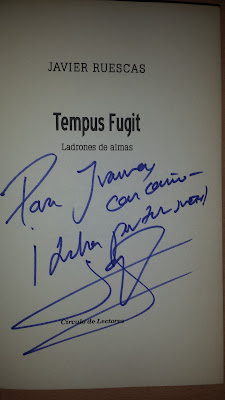 JAVIER RUESCAS
Tempus Fugit
Ladrones de almas
Para
con cariño
Círculo de Lectores